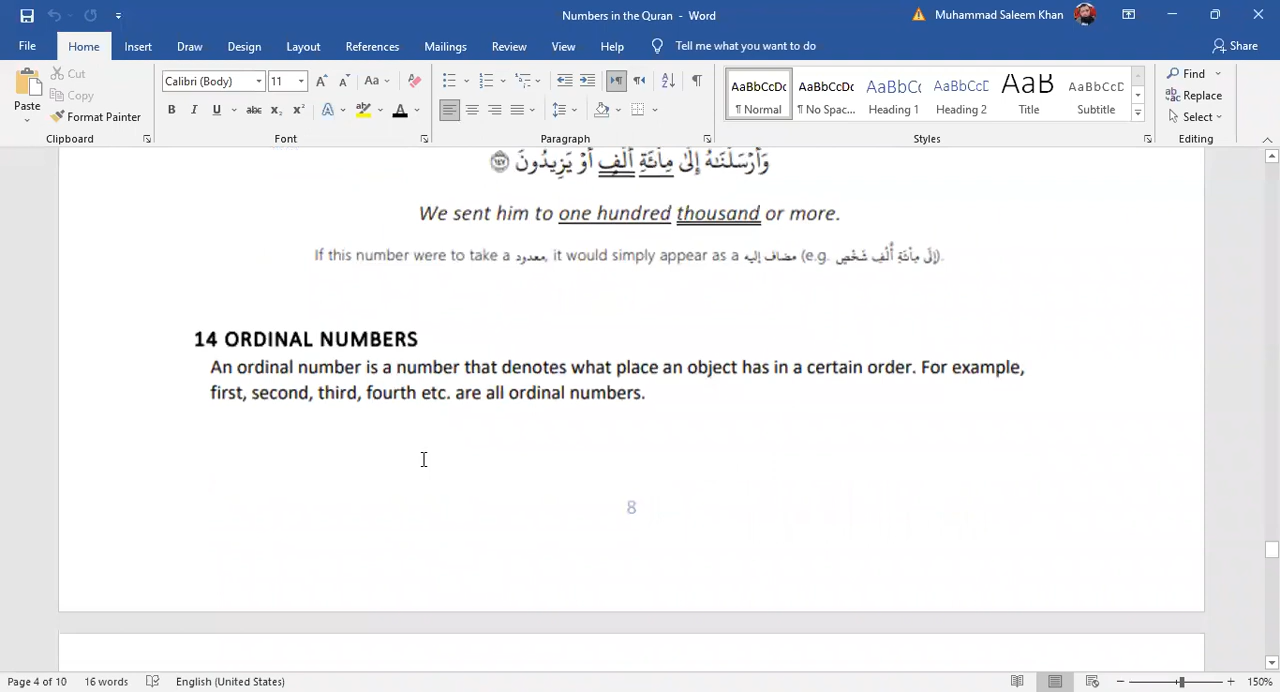 Numbers in the Quran - Word
Muhammad Saleem Khan
File Home Insert Draw Design Layout References Mailings Review View Help Tell me what you want to do Share
Paste Cut Copy Format Painter Clipboard
Calibri (Body) 11 Font
Paragraph
AaBbCcDc AaBbCcDc AaBbCc AaBbCcD AaB AaBbCcD
¶ Normal ¶ No Spac... Heading 1 Heading 2 Title Subtitle
Styles
Find Replace Select Editing
وَأَرْسَلْنَـٰهُ إِلَىٰ مِا۟ئَةِ أَلْفٍ أَوْ يَزِيدُونَ ١٤٧
We sent him to one hundred thousand or more.
If this number were to take a معدود, it would simply appear as a مضاف إليه (e.g. إِلَى مِأَئَةِ أُلْفِ شَخْصٍ).
14 ORDINAL NUMBERS
An ordinal number is a number that denotes what place an object has in a certain order. For example,
first, second, third, fourth etc. are all ordinal numbers.
8
Page 4 of 10 16 words English (United States) 150%